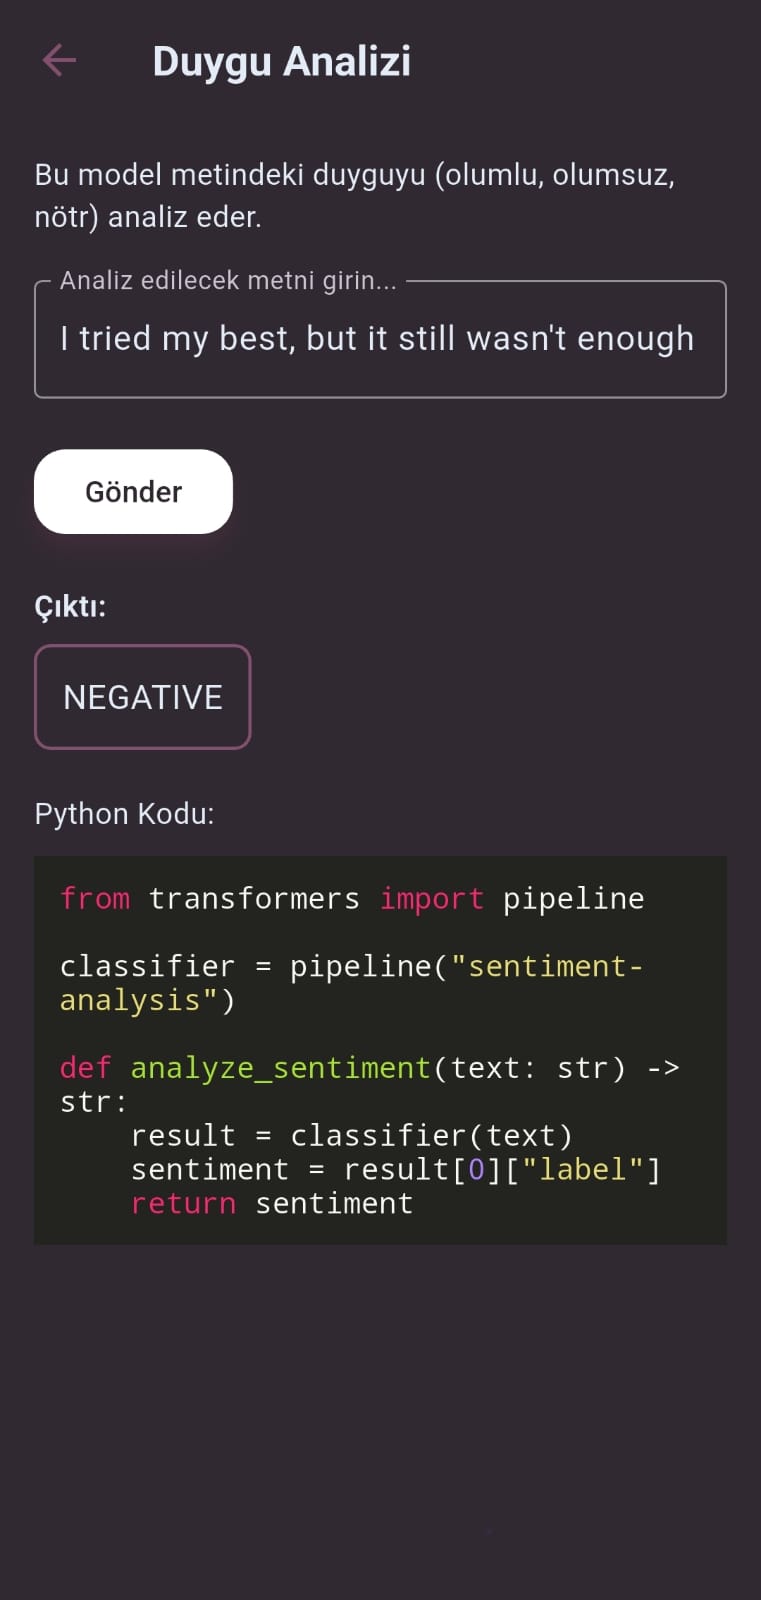 Duygu Analizi
Bu model metindeki duyguyu (olumlu, olumsuz,
nötr) analiz eder.
Analiz edilecek metni girin...
I tried my best, but it still wasn't enough
Gönder
Çıktı:
NEGATIVE
Python Kodu:
from transformers import pipeline
classifier = pipeline("sentiment-
analysis")
def analyze_sentiment(text: str) ->
str:
    result = classifier(text)
    sentiment = result[0]["label"]
    return sentiment